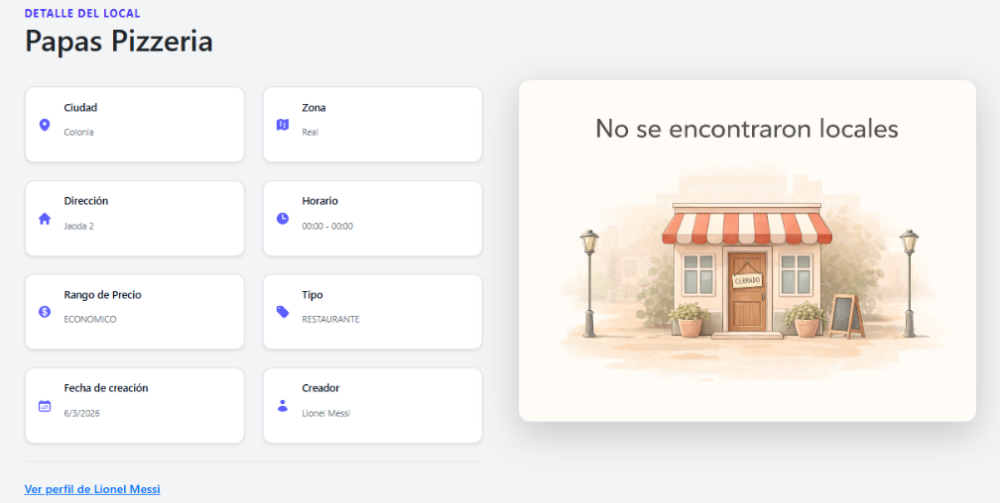 DETALLE DEL LOCAL
Papas Pizzeria
Ciudad
Colonia
Zona
Real
Dirección
Jaoda 2
Horario
00:00 - 00:00
Rango de Precio
ECONOMICO
Tipo
RESTAURANTE
Fecha de creación
6/3/2026
Creador
Lionel Messi
Ver perfil de Lionel Messi
No se encontraron locales
CERRADO